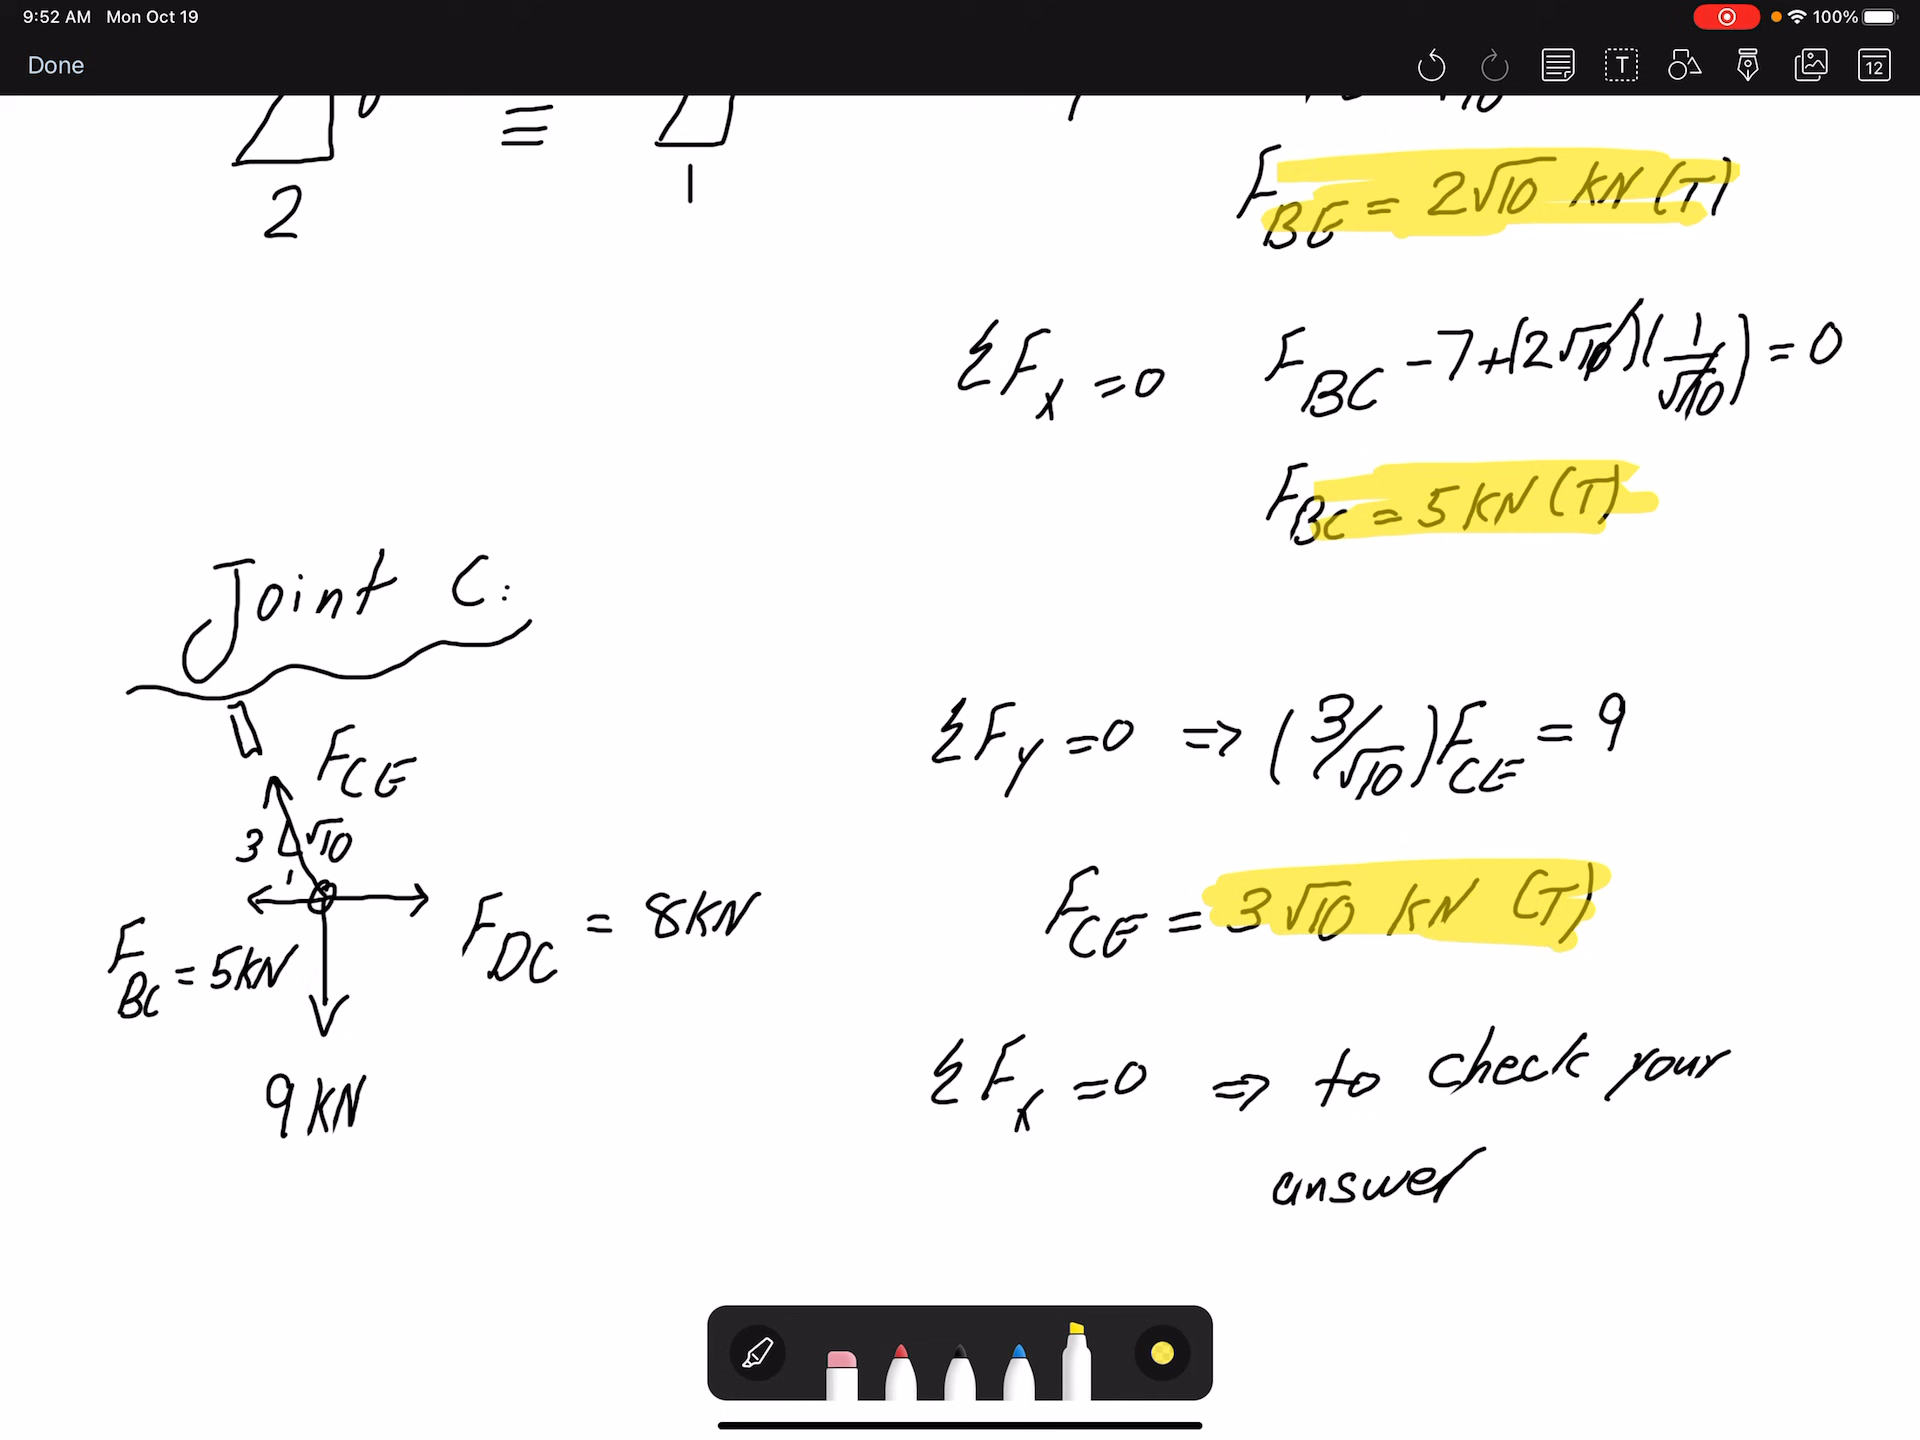 9:52 AM Mon Oct 19
100%
Done
T
12
≡
2
1
F_BE = 2√10 KN (T)
ΣF_x = 0 F_BC - 7 + (2√10)(1/√10) = 0
F_BC = 5 KN (T)
Joint C:
F_CE
3 √10
1
F_BC = 5KN
F_DC = 8KN
9 KN
ΣF_y = 0 => (3/√10)F_CE = 9
F_CE = 3√10 KN (T)
ΣF_x = 0 => to check your
answer